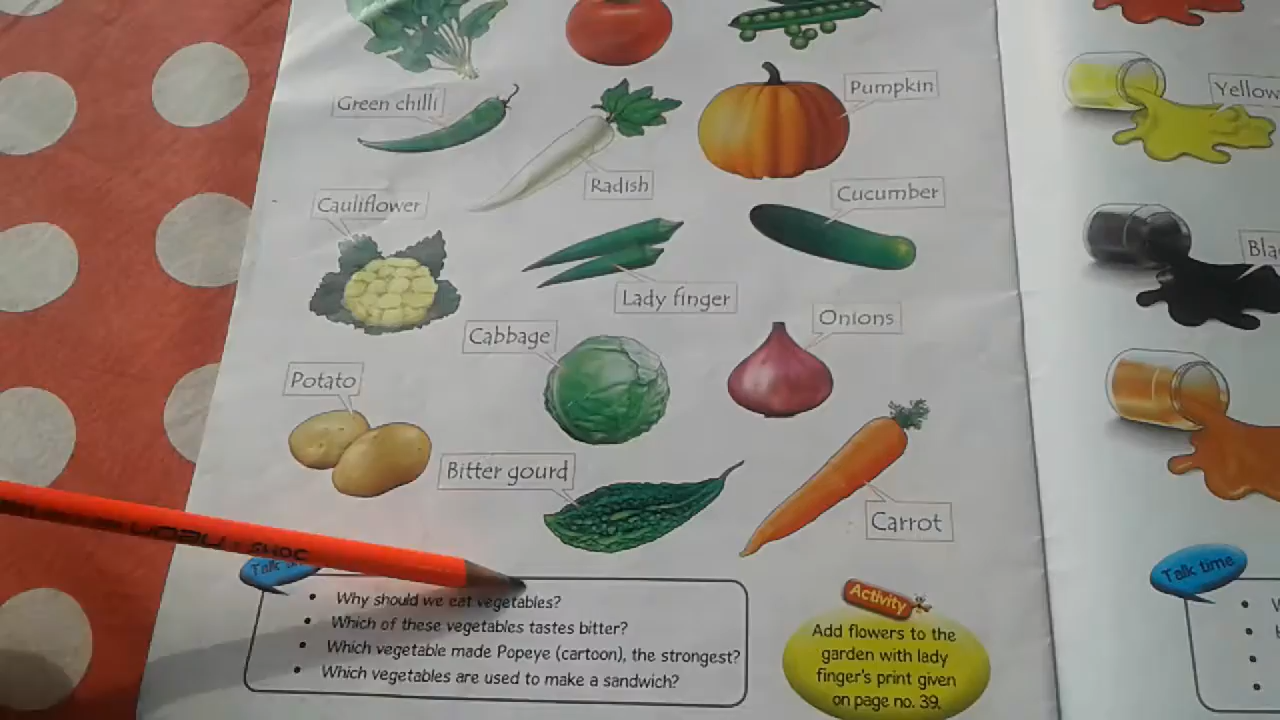 Green chilli
Pumpkin
Yellow
Radish
Cauliflower
Cucumber
Lady finger
Onions
Cabbage
Potato
Bitter gourd
Carrot
Talk time
Why should we eat vegetables?
Which of these vegetables tastes bitter?
Which vegetable made Popeye (cartoon), the strongest?
Which vegetables are used to make a sandwich?
Activity
Add flowers to the
garden with lady
finger's print given
on page no. 39.